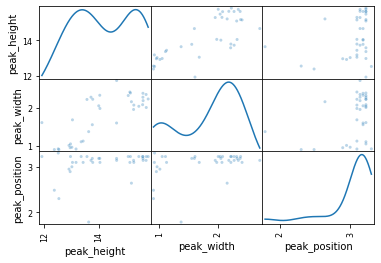 peak_height
14
12
peak_width
2
1
peak_position
3
2
12
14
1
2
2
3
peak_height
peak_width
peak_position